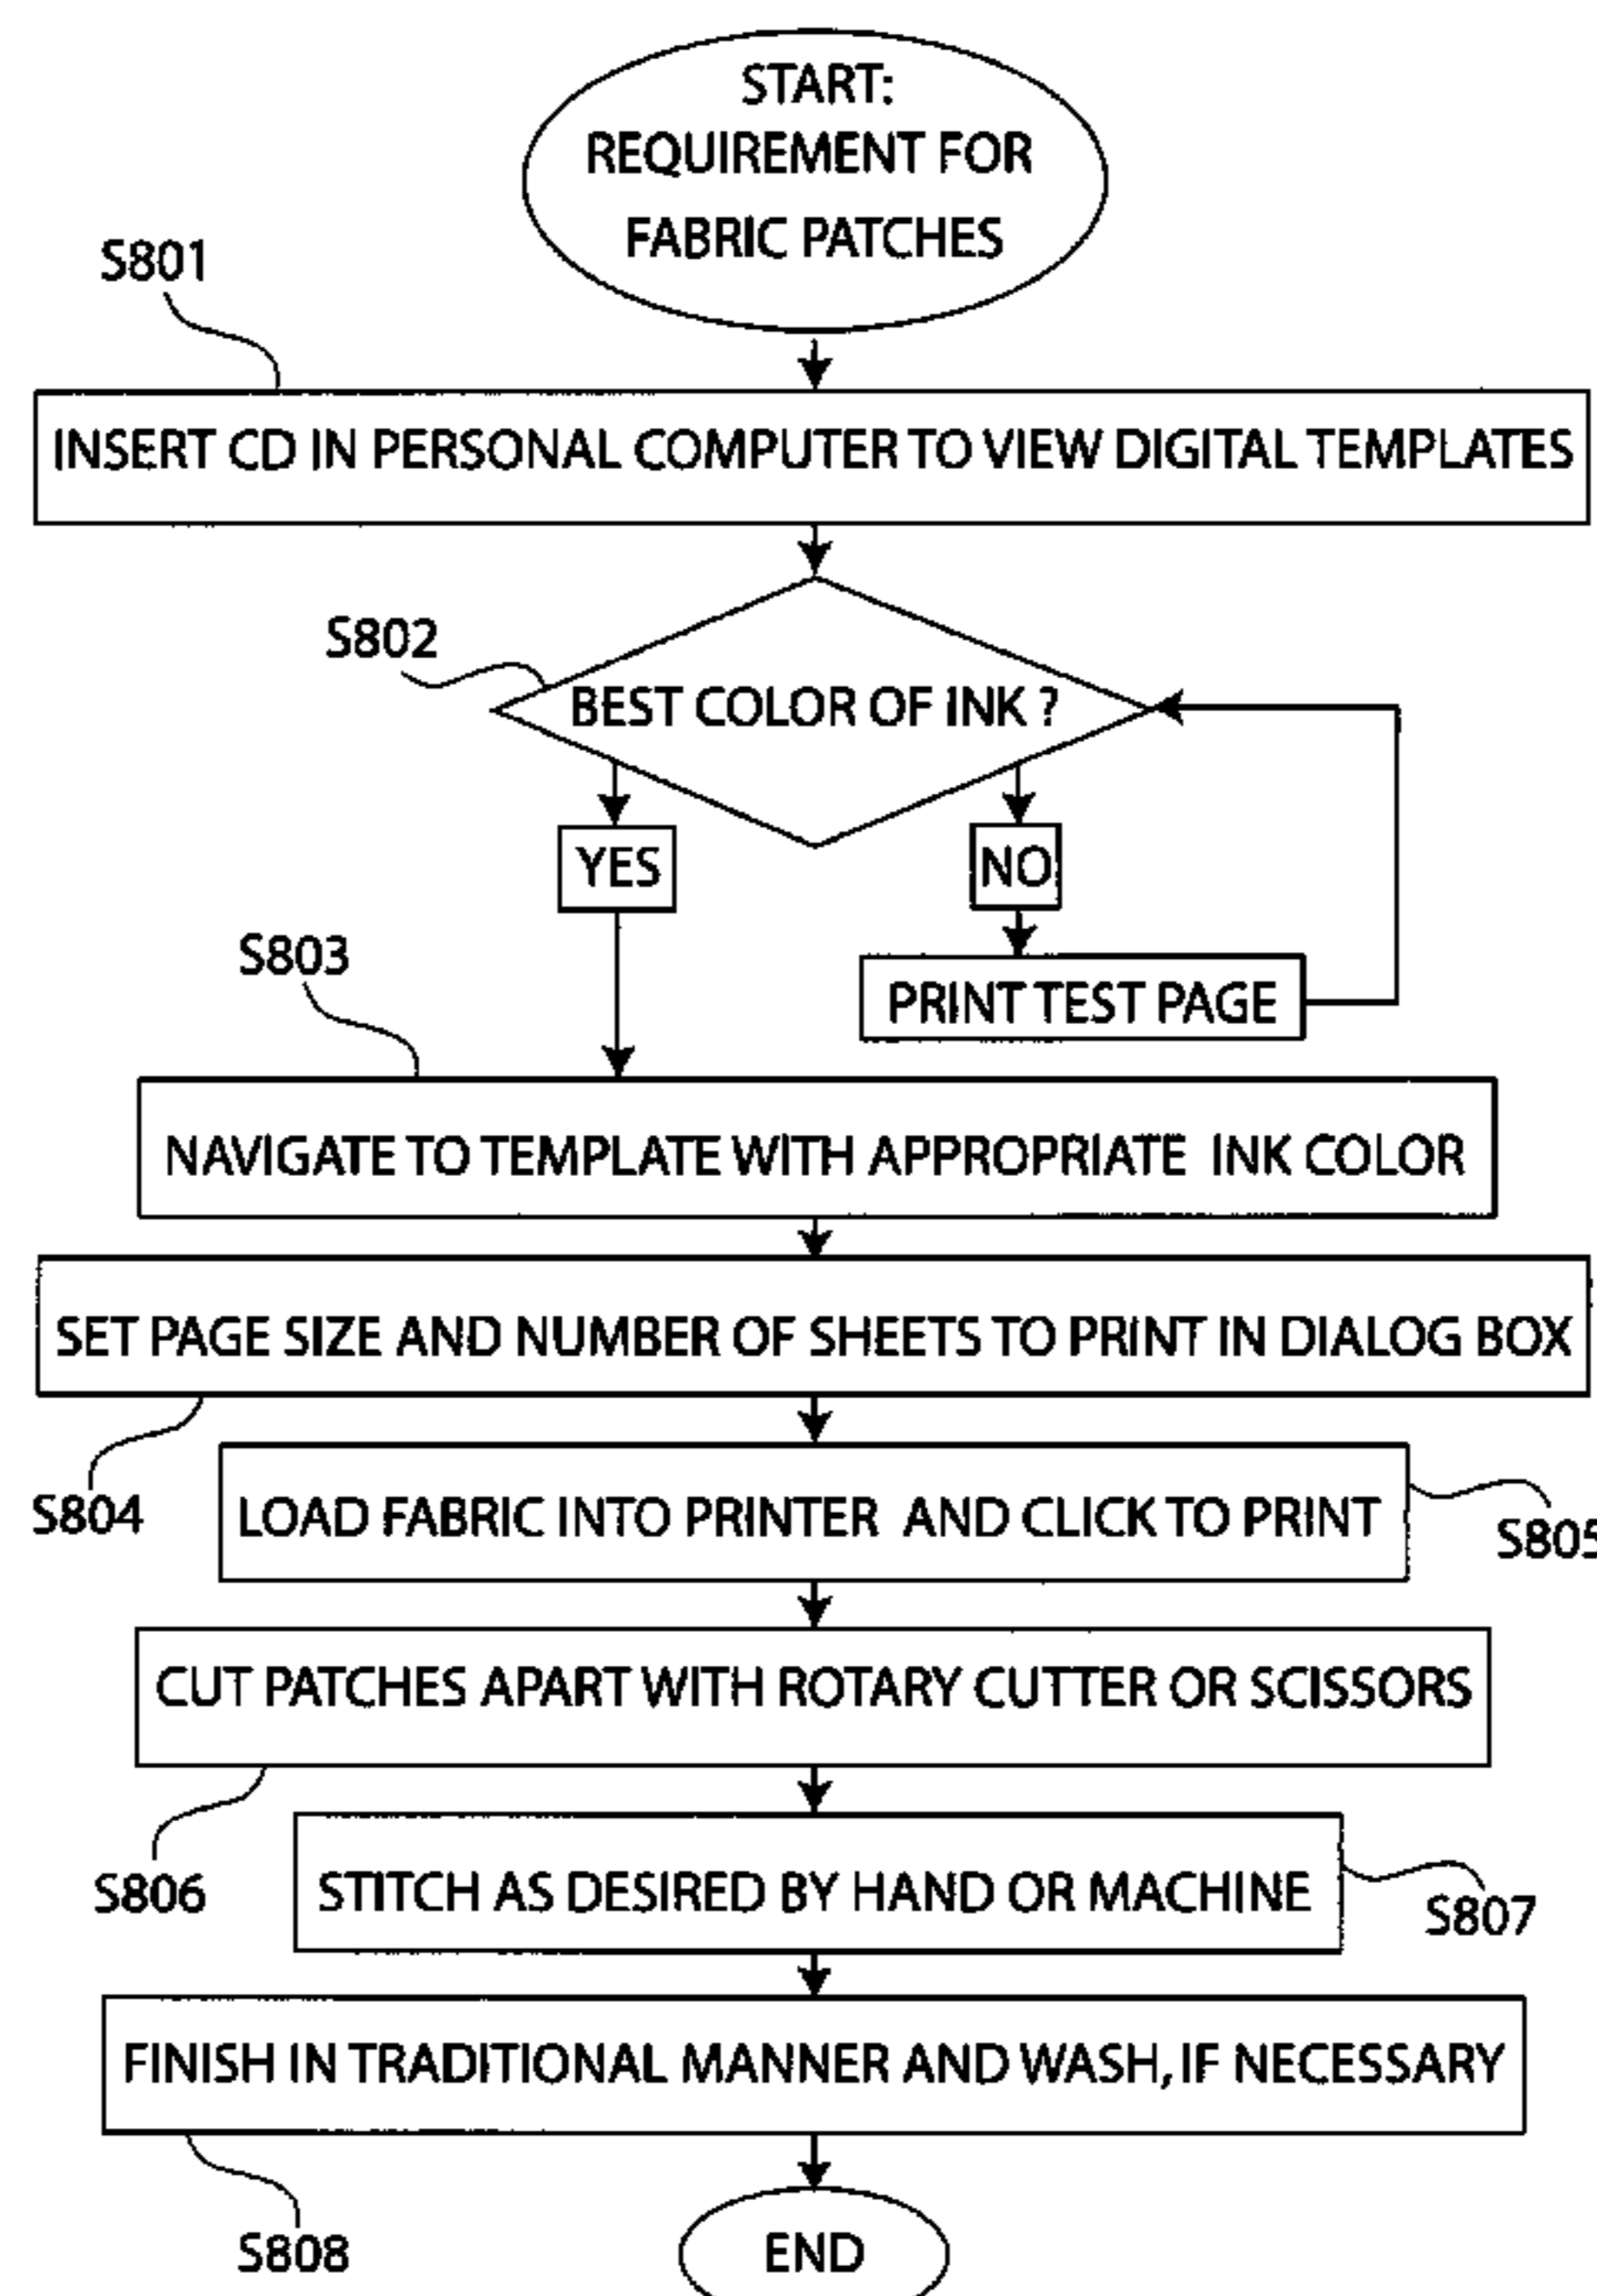 START:
REQUIREMENT FOR
FABRIC PATCHES
S801
INSERT CD IN PERSONAL COMPUTER TO VIEW DIGITAL TEMPLATES
S802
BEST COLOR OF INK ?
YES
NO
PRINT TEST PAGE
S803
NAVIGATE TO TEMPLATE WITH APPROPRIATE INK COLOR
SET PAGE SIZE AND NUMBER OF SHEETS TO PRINT IN DIALOG BOX
S804
LOAD FABRIC INTO PRINTER AND CLICK TO PRINT
S805
CUT PATCHES APART WITH ROTARY CUTTER OR SCISSORS
S806
STITCH AS DESIRED BY HAND OR MACHINE
S807
FINISH IN TRADITIONAL MANNER AND WASH, IF NECESSARY
S808
END